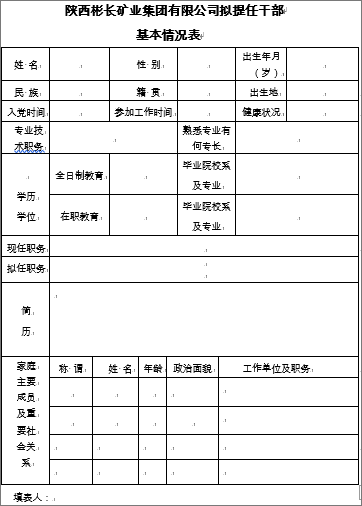 陕西彬长矿业集团有限公司拟提任干部
基本情况表
姓 名 性 别 出生年月
（岁）
民 族 籍 贯 出生地
入党时间 参加工作时间 健康状况
专业技
术职务 熟悉专业有
何专长
学历
学位 全日制教育 毕业院校系
及专业
在职教育 毕业院校系
及专业
现任职务
拟任职务
简
历
家庭
主要
成员
及重
要社
会关
系 称 谓 姓 名 年龄 政治面貌 工作单位及职务
填表人：